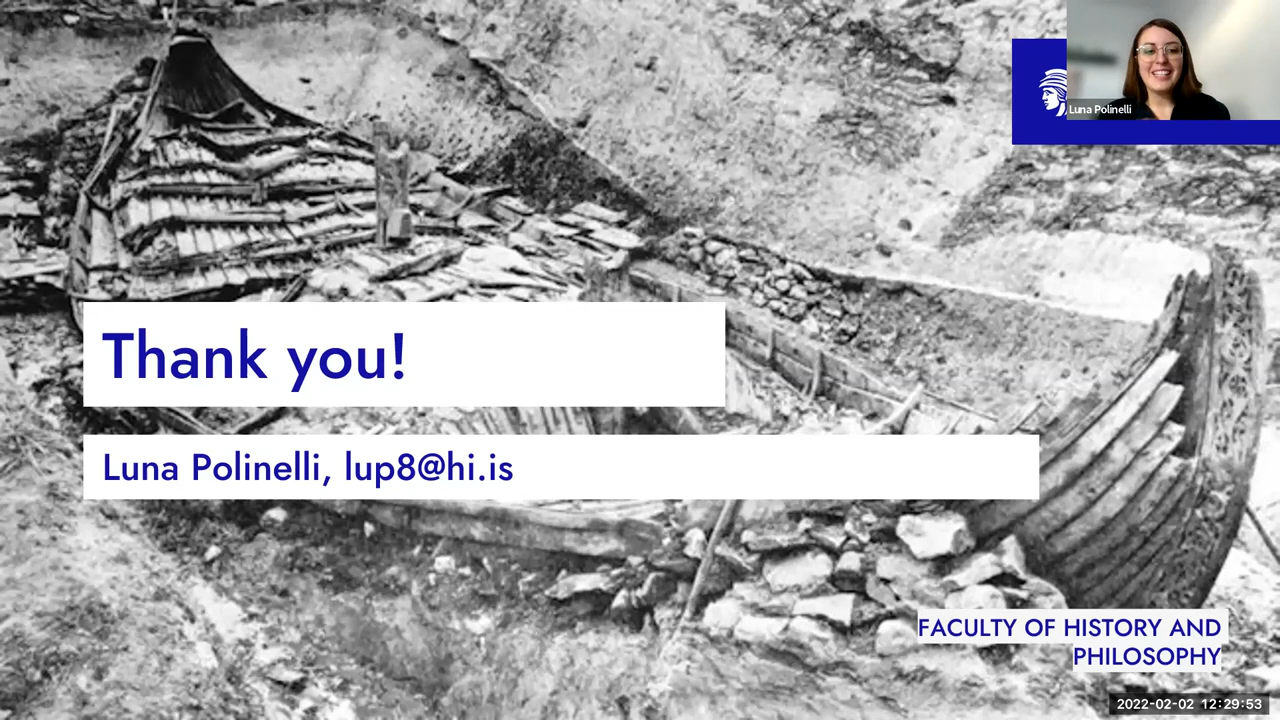 Luna Polinelli
Thank you!
Luna Polinelli, lup8@hi.is
FACULTY OF HISTORY AND
PHILOSOPHY
2022-02-02 12:29:53